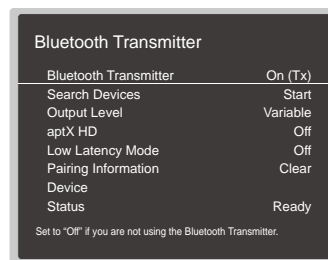 Bluetooth Transmitter
Bluetooth Transmitter On (Tx)
Search Devices Start
Output Level Variable
aptX HD Off
Low Latency Mode Off
Pairing Information Clear
Device
Status Ready
Set to “Off” if you are not using the Bluetooth Transmitter.